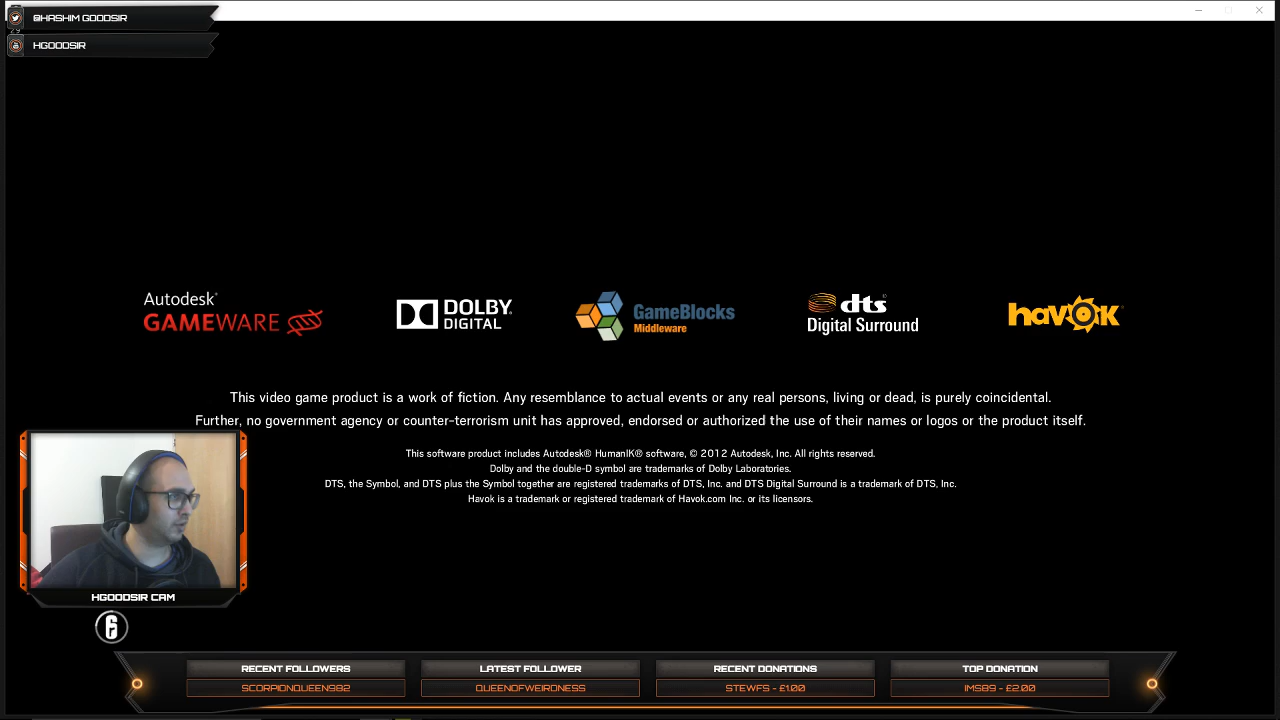 @HASHIM GOODSIR
29
HGOODSIR
Autodesk®
GAMEWARE
DOLBY
DIGITAL
GameBlocks
Middleware
dts
Digital Surround
havok
This video game product is a work of fiction. Any resemblance to actual events or any real persons, living or dead, is purely coincidental.
Further, no government agency or counter-terrorism unit has approved, endorsed or authorized the use of their names or logos or the product itself.
This software product includes Autodesk® HumanIK® software, © 2012 Autodesk, Inc. All rights reserved.
Dolby and the double-D symbol are trademarks of Dolby Laboratories.
DTS, the Symbol, and DTS plus the Symbol together are registered trademarks of DTS, Inc. and DTS Digital Surround is a trademark of DTS, Inc.
Havok is a trademark or registered trademark of Havok.com Inc. or its licensors.
HGOODSIR CAM
6
RECENT FOLLOWERS
LATEST FOLLOWER
RECENT DONATIONS
TOP DONATION
SCORPIONQUEEN982
QUEENOFWEIRDNESS
STEWFS - £1.00
IMS89 - £2.00